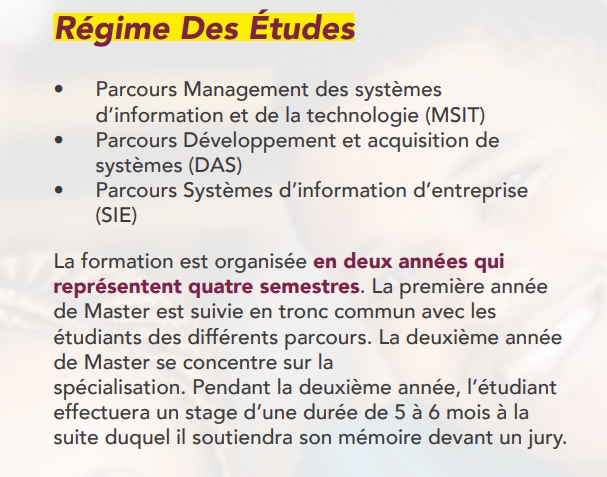 Régime Des Études
• Parcours Management des systèmes
d’information et de la technologie (MSIT)
• Parcours Développement et acquisition de
systèmes (DAS)
• Parcours Systèmes d’information d’entreprise
(SIE)
La formation est organisée en deux années qui
représentent quatre semestres. La première année
de Master est suivie en tronc commun avec les
étudiants des différents parcours. La deuxième année
de Master se concentre sur la
spécialisation. Pendant la deuxième année, l’étudiant
effectuera un stage d’une durée de 5 à 6 mois à la
suite duquel il soutiendra son mémoire devant un jury.